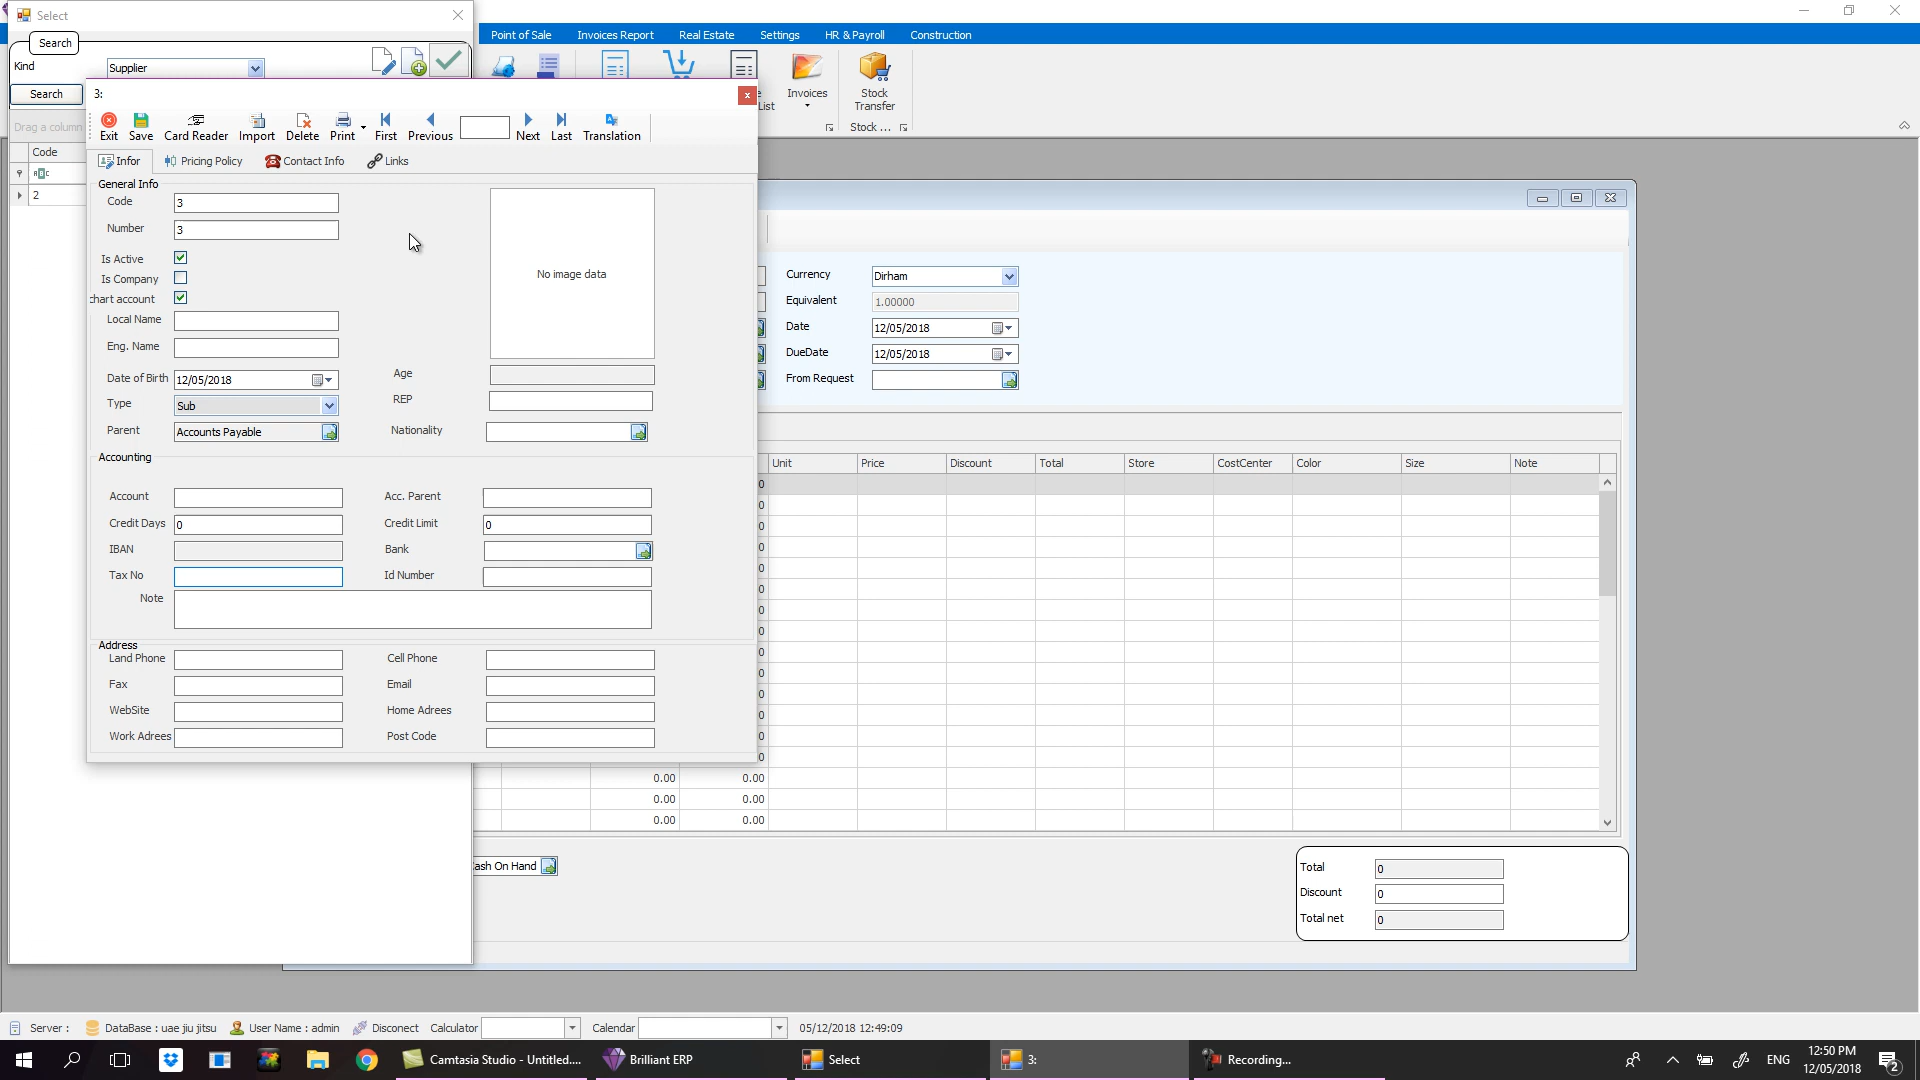 Select
Search
Kind
Supplier
Search
Drag a column
Code
2
Point of Sale
Invoices Report
Real Estate
Settings
HR & Payroll
Construction
List
Invoices
Stock
Transfer
Stock ...
3:
Exit
Save
Card Reader
Import
Delete
Print
First
Previous
Next
Last
Translation
Infor
Pricing Policy
Contact Info
Links
General Info
Code
3
Number
3
Is Active
Is Company
chart account
Local Name
Eng. Name
No image data
Date of Birth
12/05/2018
Age
Type
Sub
REP
Parent
Accounts Payable
Nationality
Accounting
Account
Acc. Parent
Credit Days
0
Credit Limit
0
IBAN
Bank
Tax No
Id Number
Note
Address
Land Phone
Cell Phone
Fax
Email
WebSite
Home Adrees
Work Adrees
Post Code
Currency
Dirham
Equivalent
1.00000
Date
12/05/2018
DueDate
12/05/2018
From Request
Unit
Price
Discount
Total
Store
CostCenter
Color
Size
Note
0.00 0.00
0.00 0.00
0.00 0.00
Cash On Hand
Total
0
Discount
0
Total net
0
Server :
DataBase : uae jiu jitsu
User Name : admin
Disconect
Calculator
Calendar
05/12/2018 12:49:09
Camtasia Studio - Untitled....
Brilliant ERP
Select
3:
Recording...
ENG
12:50 PM
12/05/2018
2